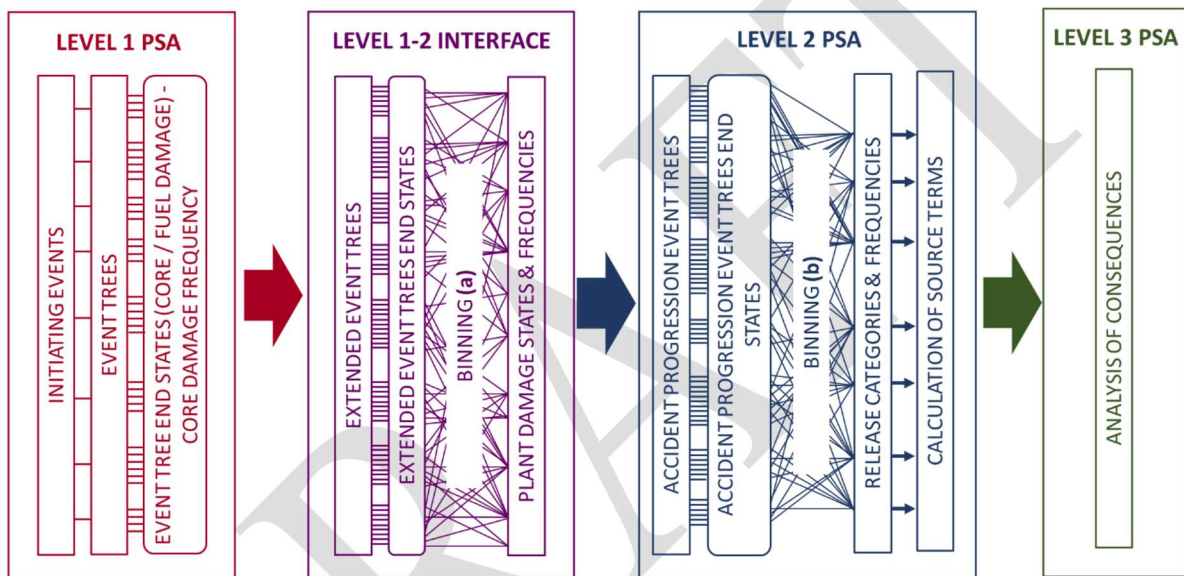 LEVEL 1 PSA
INITIATING EVENTS
EVENT TREES
EVENT TREE END STATES (CORE / FUEL DAMAGE) -
CORE DAMAGE FREQUENCY
LEVEL 1-2 INTERFACE
EXTENDED EVENT TREES
EXTENDED EVENT TREES END STATES
BINNING (a)
PLANT DAMAGE STATES & FREQUENCIES
LEVEL 2 PSA
ACCIDENT PROGRESSION EVENT TREES
ACCIDENT PROGRESSION EVENT TREES END
STATES
BINNING (b)
RELEASE CATEGORIES & FREQUENCIES
CALCULATION OF SOURCE TERMS
LEVEL 3 PSA
ANALYSIS OF CONSEQUENCES